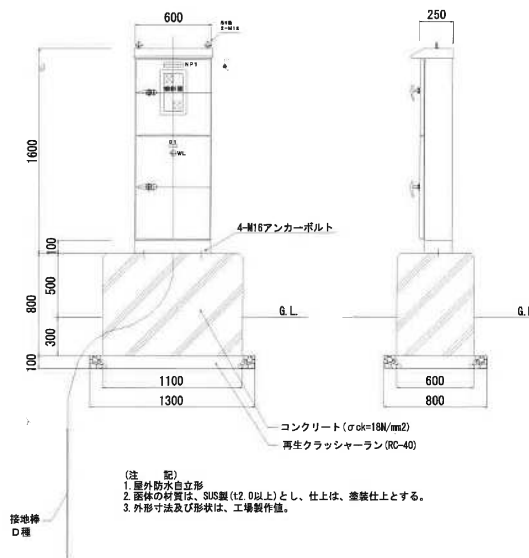 600
250
2-M12
NP1
WL
1600
4-M16アンカーボルト
100
500
800
G.L.
G.L
300
100
1100
600
1300
800
コンクリート(σck=18N/mm2)
再生クラッシャーラン(RC-40)
(注 記)
1. 屋外防水自立形
2. 函体の材質は、SUS製(t2.0以上)とし、仕上は、塗装仕上とする。
3. 外形寸法及び形状は、工場製作値。
接地棒
D種